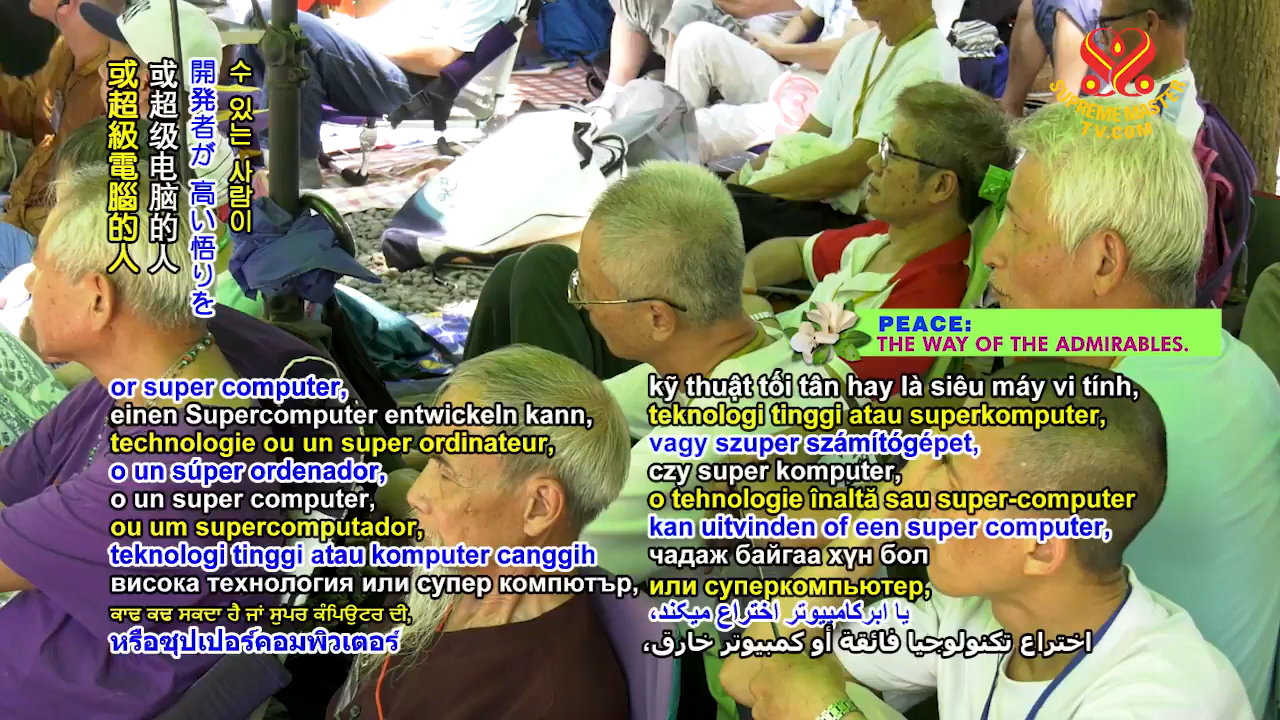 수 있는 사람이
開発者が 高い悟りを
或超级电脑的人
或超級電腦的人
SUPREME MASTER
TV.COM
PEACE:
THE WAY OF THE ADMIRABLES.
or super computer,
einen Supercomputer entwickeln kann,
technologie ou un super ordinateur,
o un súper ordenador,
o un super computer,
ou um supercomputador,
teknologi tinggi atau komputer canggih
висока технология или супер компютър,
ਕਾਢ ਕਢ ਸਕਦਾ ਹੈ ਜਾਂ ਸੁਪਰ ਕੰਪਿਊਟਰ ਦੀ,
หรือซุปเปอร์คอมพิวเตอร์
kỹ thuật tối tân hay là siêu máy vi tính,
teknologi tinggi atau superkomputer,
vagy szuper számítógépet,
czy super komputer,
o tehnologie înaltă sau super-computer
kan uitvinden of een super computer,
чадаж байгаа хүн бол
или суперкомпьютер;
یا ابرکامپیوتر اختراع میکند،
اختراع تكنولوجيا فائقة أو كمبيوتر خارق،